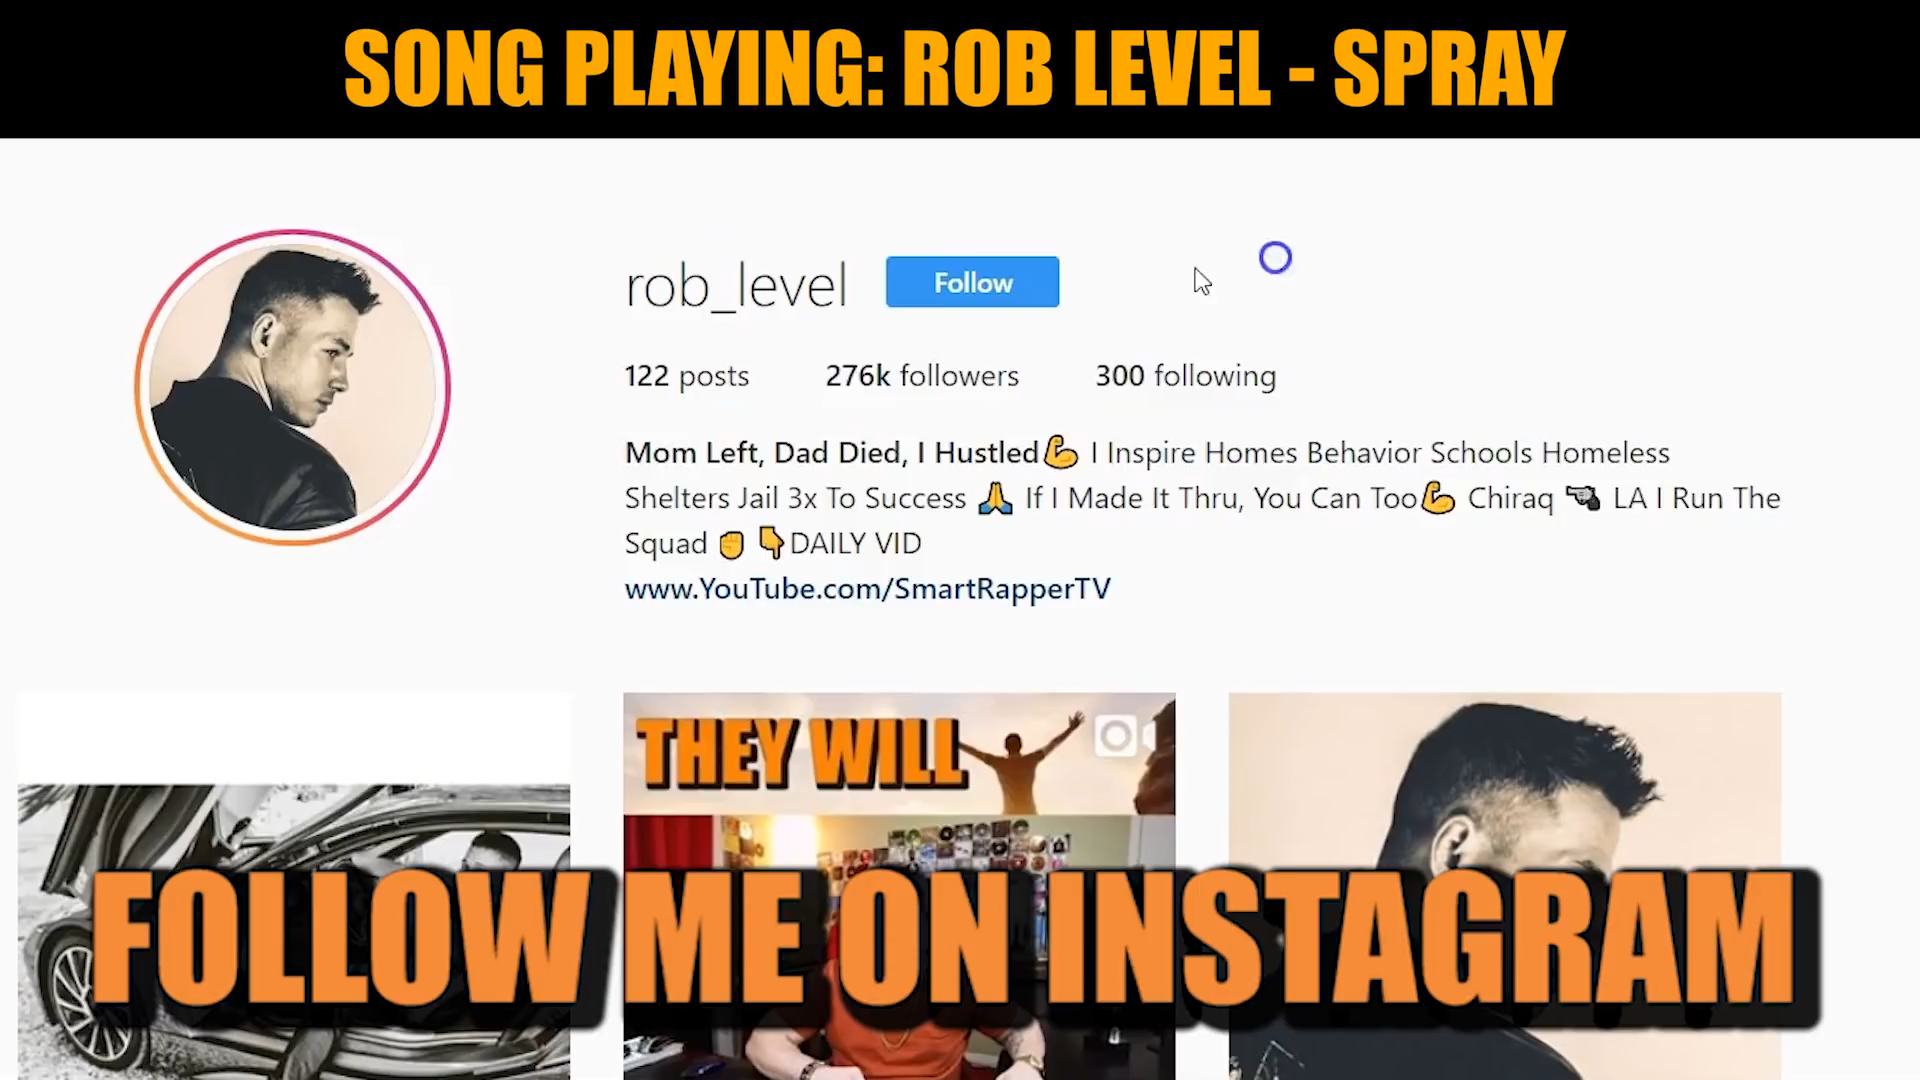 SONG PLAYING: ROB LEVEL - SPRAY
rob_level Follow
122 posts 276k followers 300 following
Mom Left, Dad Died, I Hustled💪 I Inspire Homes Behavior Schools Homeless
Shelters Jail 3x To Success 🙏 If I Made It Thru, You Can Too💪 Chiraq 🔫 LA I Run The
Squad ✊ 👇DAILY VID
www.YouTube.com/SmartRapperTV
THEY WILL
FOLLOW ME ON INSTAGRAM